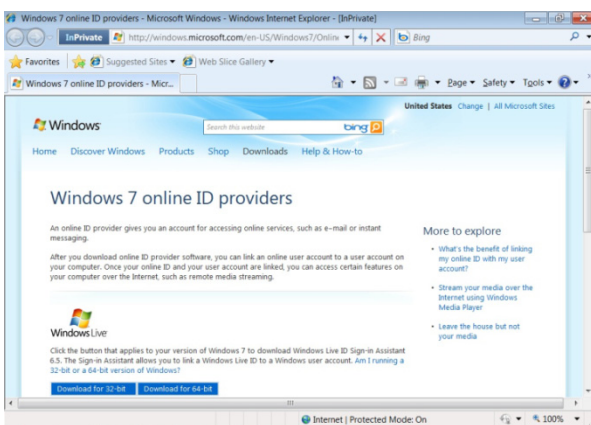 Windows 7 online ID providers - Microsoft Windows - Windows Internet Explorer - [InPrivate]
InPrivate http://windows.microsoft.com/en-US/Windows7/Onlin Bing
Favorites Suggested Sites Web Slice Gallery
Windows 7 online ID providers - Micr... Page Safety Tools
United States Change | All Microsoft Sites
Windows Search this website bing
Home Discover Windows Products Shop Downloads Help & How-to
Windows 7 online ID providers
An online ID provider gives you an account for accessing online services, such as e-mail or instant
messaging.
After you download online ID provider software, you can link an online user account to a user account on
your computer. Once your online ID and your user account are linked, you can access certain features on
your computer over the Internet, such as remote media streaming.
More to explore
What's the benefit of linking
my online ID with my user
account?
Stream your media over the
Internet using Windows
Media Player
Leave the house but not
your media
Windows Live
Click the button that applies to your version of Windows 7 to download Windows Live ID Sign-in Assistant
6.5. The Sign-in Assistant allows you to link a Windows Live ID to a Windows user account. Am I running a
32-bit or a 64-bit version of Windows?
Download for 32-bit Download for 64-bit
Internet | Protected Mode: On 100%